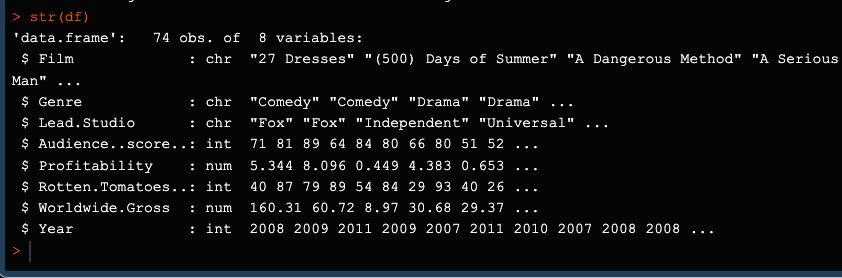 > str(df)
'data.frame':   74 obs. of  8 variables:
 $ Film             : chr  "27 Dresses" "(500) Days of Summer" "A Dangerous Method" "A Serious
Man" ...
 $ Genre            : chr  "Comedy" "Comedy" "Drama" "Drama" ...
 $ Lead.Studio      : chr  "Fox" "Fox" "Independent" "Universal" ...
 $ Audience..score..: int  71 81 89 64 84 80 66 80 51 52 ...
 $ Profitability    : num  5.344 8.096 0.449 4.383 0.653 ...
 $ Rotten.Tomatoes..: int  40 87 79 89 54 84 29 93 40 26 ...
 $ Worldwide.Gross  : num  160.31 60.72 8.97 30.68 29.37 ...
 $ Year             : int  2008 2009 2011 2009 2007 2011 2010 2007 2008 2008 ...
>